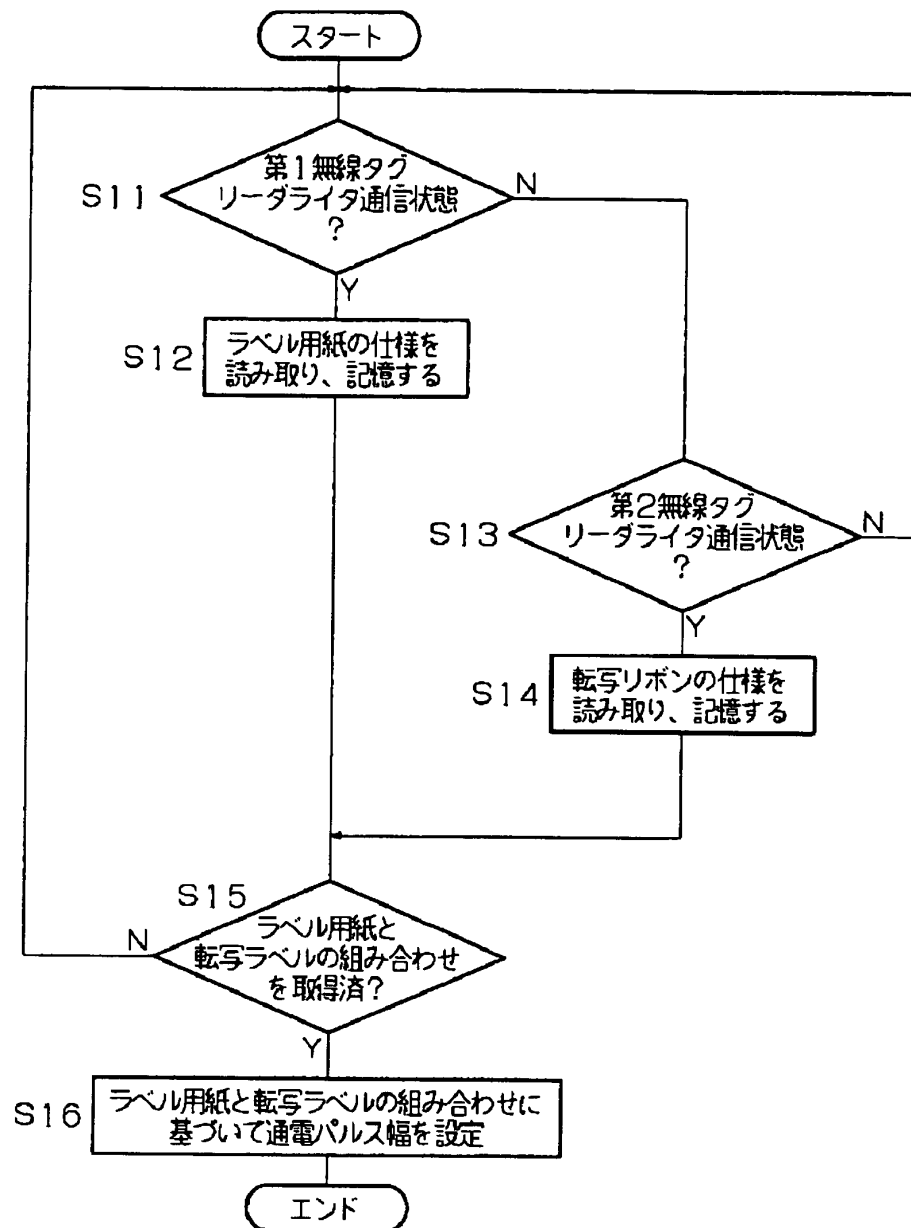 スタート
S11
第1無線タグ
リーダライタ通信状態
?
N
Y
S12
ラベル用紙の仕様を
読み取り、記憶する
S13
第2無線タグ
リーダライタ通信状態
?
N
Y
S14
転写リボンの仕様を
読み取り、記憶する
S15
ラベル用紙と
転写ラベルの組み合わせ
を取得済?
N
Y
S16
ラベル用紙と転写ラベルの組み合わせに
基づいて通電パルス幅を設定
エンド